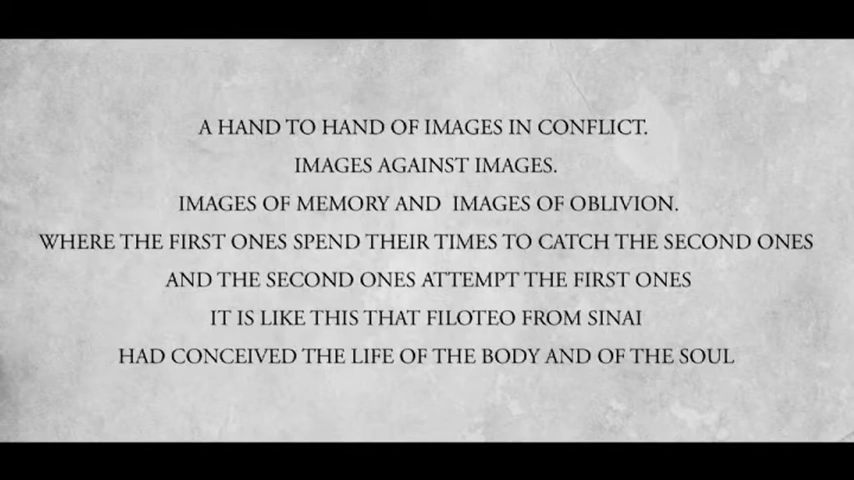 A HAND TO HAND OF IMAGES IN CONFLICT.
IMAGES AGAINST IMAGES.
IMAGES OF MEMORY AND IMAGES OF OBLIVION.
WHERE THE FIRST ONES SPEND THEIR TIMES TO CATCH THE SECOND ONES
AND THE SECOND ONES ATTEMPT THE FIRST ONES
IT IS LIKE THIS THAT FILOTEO FROM SINAI
HAD CONCEIVED THE LIFE OF THE BODY AND OF THE SOUL